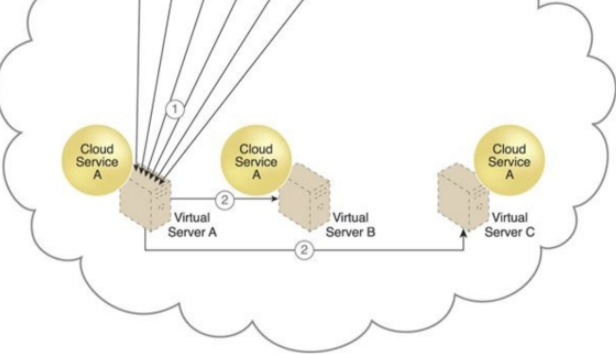 1
Cloud
Service
A
Cloud
Service
A
Cloud
Service
A
2
Virtual
Server A
Virtual
Server B
Virtual
Server C
2